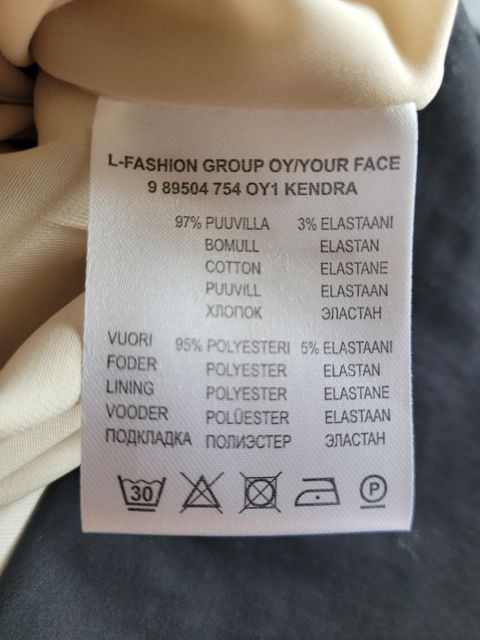 L-FASHION GROUP OY/YOUR FACE
9 89504 754 OY1 KENDRA
97% PUUVILLA 3% ELASTAANI
BOMULL ELASTAN
COTTON ELASTANE
PUUVILL ELASTAAN
ХЛОПОК ЭЛАСТАН
VUORI 95% POLYESTERI 5% ELASTAANI
FODER POLYESTER ELASTAN
LINING POLYESTER ELASTANE
VOODER POLÜESTER ELASTAAN
ПОДКЛАДКА ПОЛИЭСТЕР ЭЛАСТАН
30 P